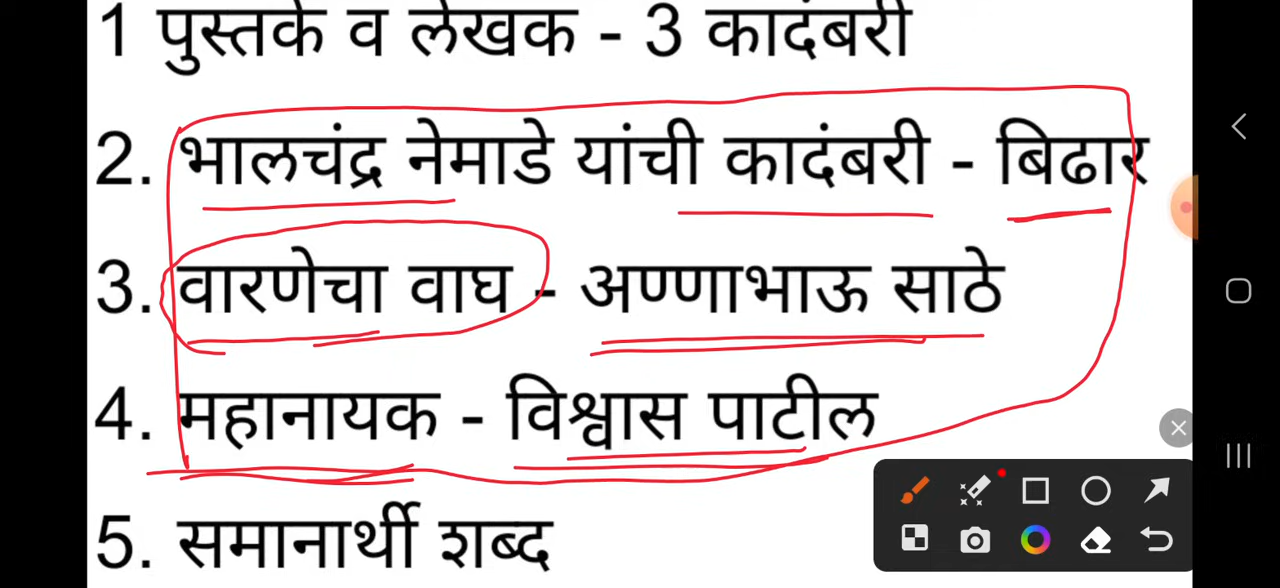 1 पुस्तके व लेखक - 3 कादंबरी
2. भालचंद्र नेमाडे यांची कादंबरी - बिढार
3. वारणेचा वाघ - अण्णाभाऊ साठे
4. महानायक - विश्वास पाटील
5. समानार्थी शब्द